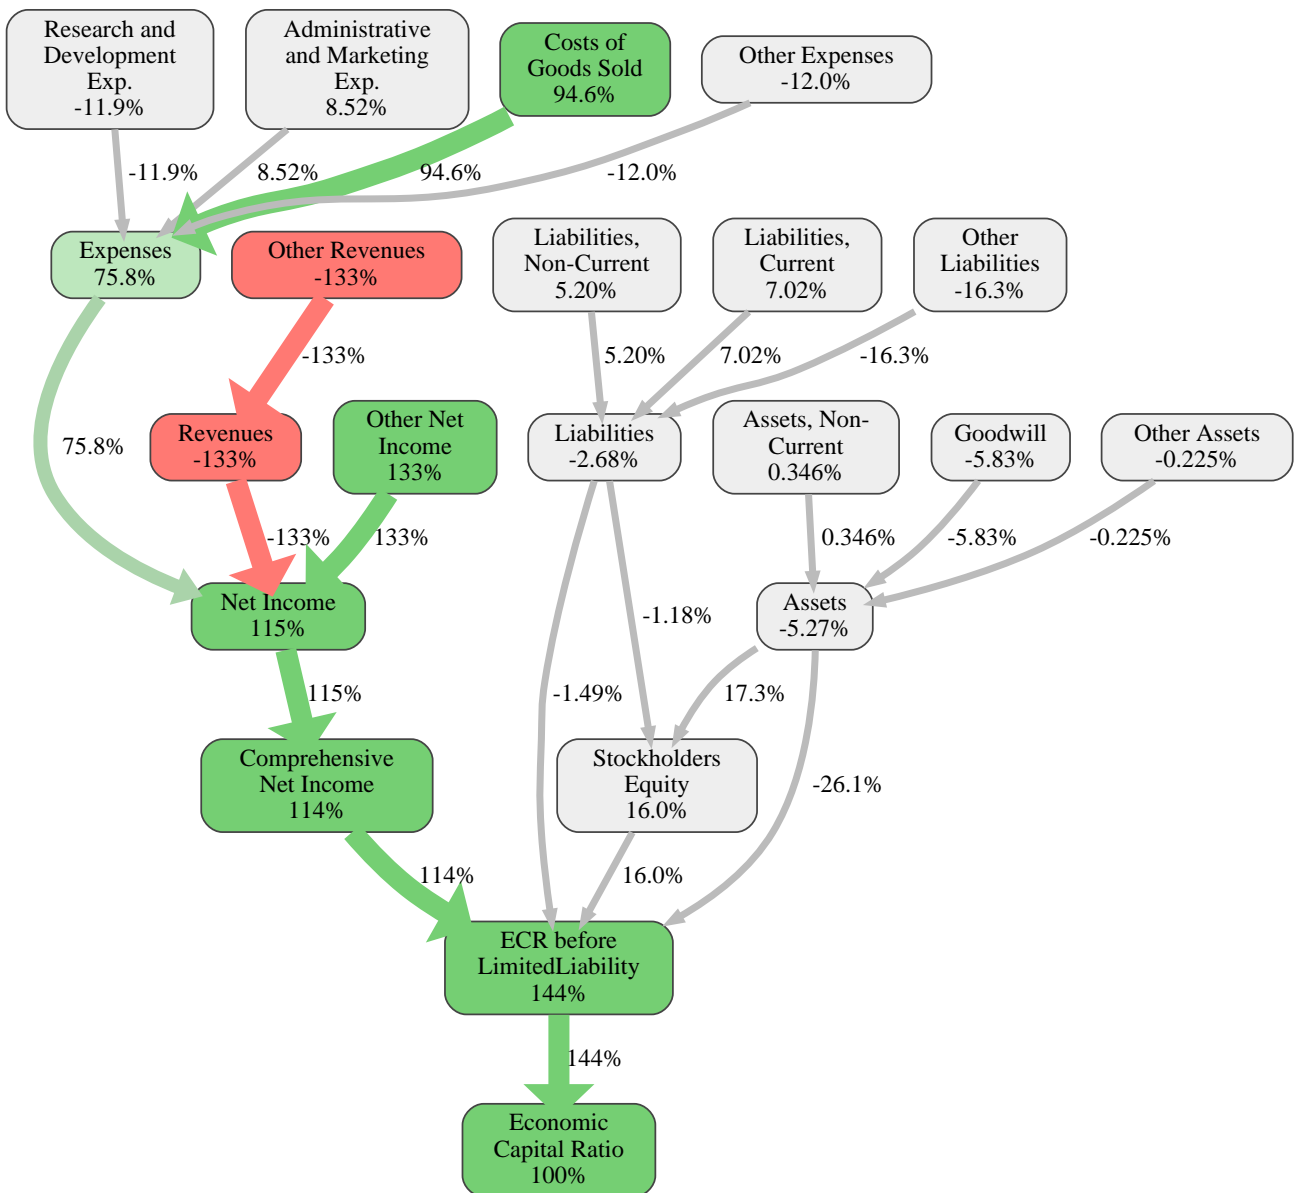 Research and
Development
Exp.
-11.9%
Administrative
and Marketing
Exp.
8.52%
Costs of
Goods Sold
94.6%
Other Expenses
-12.0%
-11.9%
8.52%
94.6%
-12.0%
Expenses
75.8%
Other Revenues
-133%
Liabilities,
Non-Current
5.20%
Liabilities,
Current
7.02%
Other
Liabilities
-16.3%
-133%
5.20%
7.02%
-16.3%
75.8%
Revenues
-133%
Other Net
Income
133%
Liabilities
-2.68%
Assets, Non-
Current
0.346%
Goodwill
-5.83%
Other Assets
-0.225%
-133%
133%
0.346%
-5.83%
-0.225%
Net Income
115%
-1.18%
Assets
-5.27%
115%
-1.49%
17.3%
Comprehensive
Net Income
114%
Stockholders
Equity
16.0%
-26.1%
114%
16.0%
ECR before
LimitedLiability
144%
144%
Economic
Capital Ratio
100%